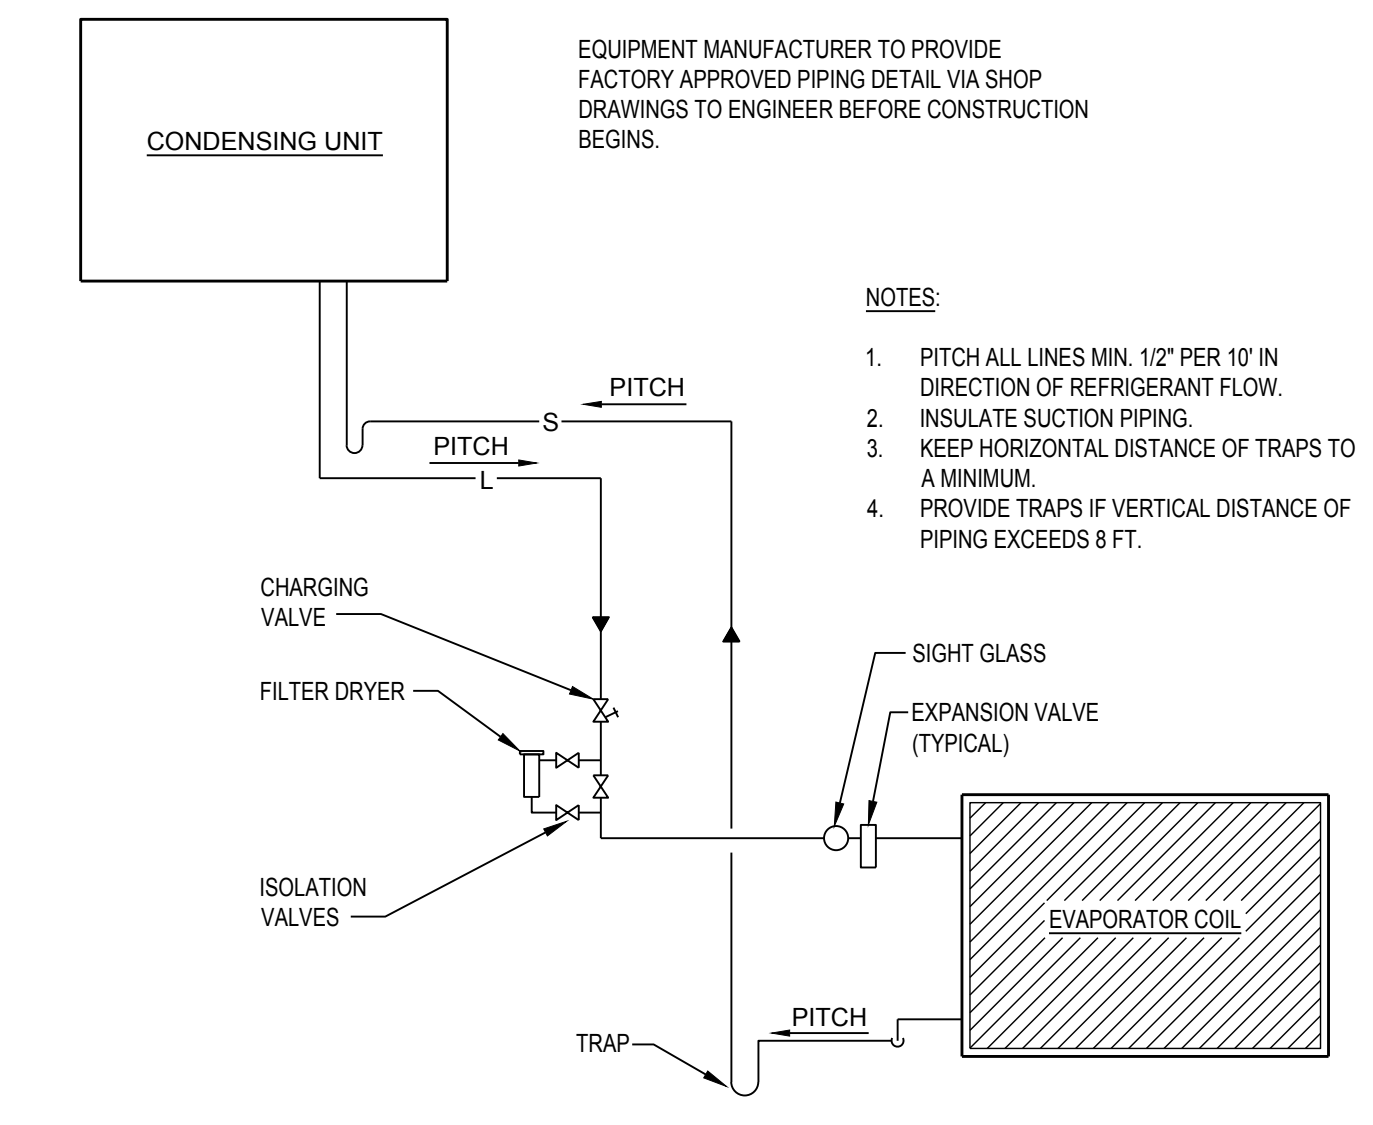 EQUIPMENT MANUFACTURER TO PROVIDE
FACTORY APPROVED PIPING DETAIL VIA SHOP
DRAWINGS TO ENGINEER BEFORE CONSTRUCTION
BEGINS.
CONDENSING UNIT
NOTES:
1. PITCH ALL LINES MIN. 1/2" PER 10' IN
DIRECTION OF REFRIGERANT FLOW.
2. INSULATE SUCTION PIPING.
3. KEEP HORIZONTAL DISTANCE OF TRAPS TO
A MINIMUM.
4. PROVIDE TRAPS IF VERTICAL DISTANCE OF
PIPING EXCEEDS 8 FT.
PITCH
S
PITCH
L
CHARGING
VALVE
FILTER DRYER
SIGHT GLASS
EXPANSION VALVE
(TYPICAL)
ISOLATION
VALVES
EVAPORATOR COIL
PITCH
TRAP